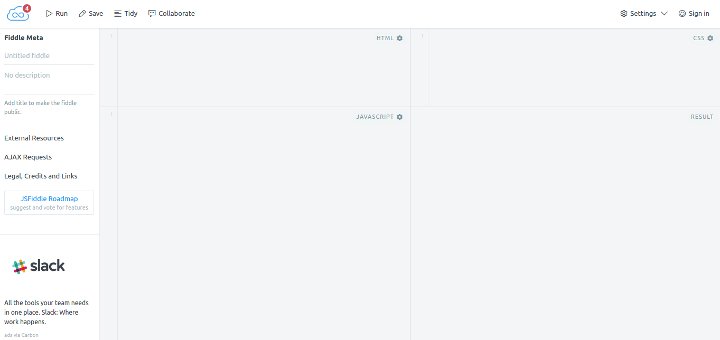 4
Run
Save
Tidy
Collaborate
Settings
Sign in
Fiddle Meta
Untitled fiddle
No description
Add title to make the fiddle
public.
External Resources
AJAX Requests
Legal, Credits and Links
JSFiddle Roadmap
suggest and vote for features
slack
All the tools your team needs
in one place. Slack: Where
work happens.
ads via Carbon
1
HTML
1
CSS
1
JAVASCRIPT
RESULT